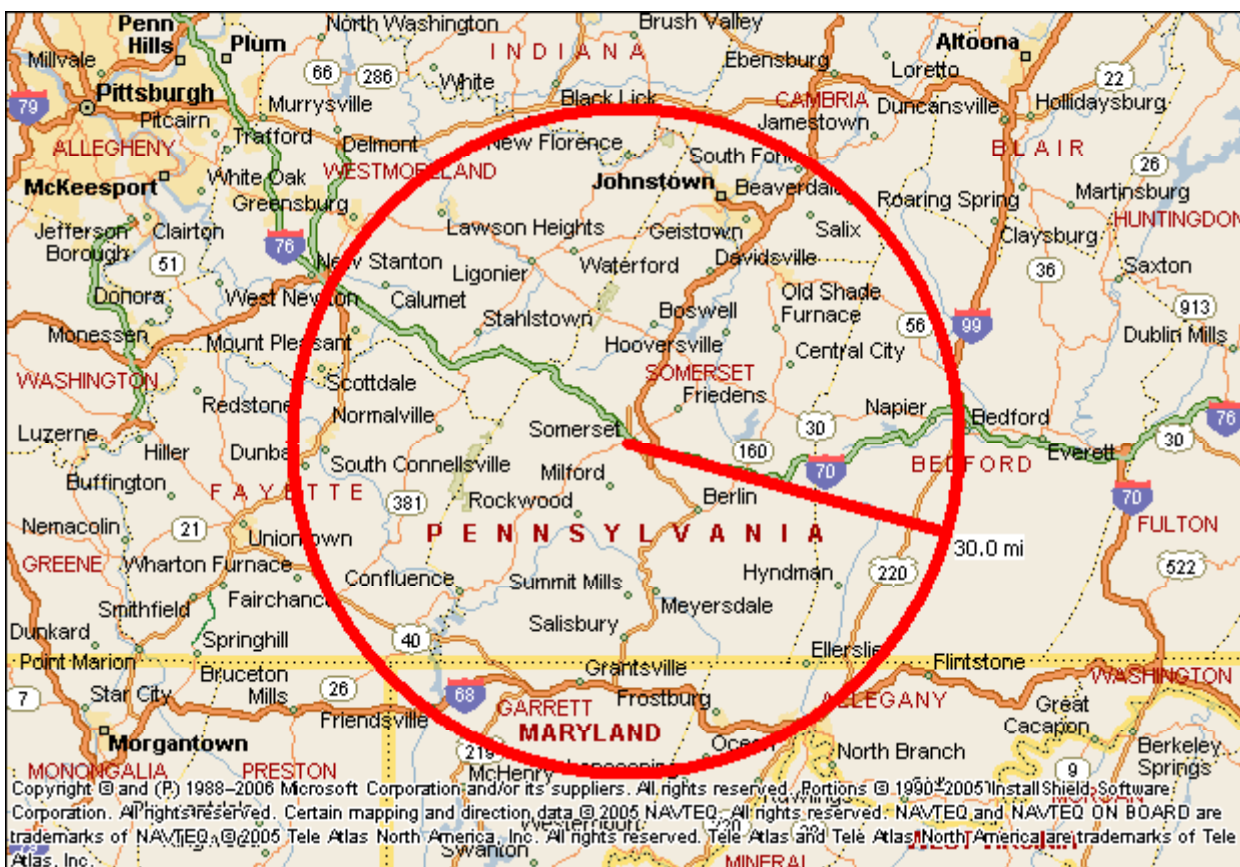 North Washington
Brush Valley
Penn
Hills
Plum
INDIANA
Altoona
Millvale
66
286
White
Ebensburg
Loretto
22
79
Pittsburgh
Murrysville
Black Lick
CAMBRIA
Duncansville
Hollidaysburg
Pitcairn
Trafford
Delmont
New Florence
Jamestown
ALLEGHENY
WESTMORELAND
South Fork
BLAIR
26
McKeesport
White Oak
Johnstown
Beaverdale
Martinsburg
Greensburg
Roaring Spring
HUNTINGDON
Jefferson
Borough
Clairton
Lawson Heights
Geistown
Salix
Claysburg
76
51
New Stanton
Ligonier
Waterford
Davidsville
36
Saxton
Donora
West Newton
Calumet
Old Shade
Furnace
913
Monessen
Stahlstown
Boswell
56
99
Dublin Mills
Mount Pleasant
Hooversville
Central City
WASHINGTON
Scottdale
SOMERSET
Redstone
Normalville
Friedens
Napier
Bedford
76
Luzerne
Somerset
30
30
Hiller
Dunba
South Connellsville
Milford
160
70
BEDFORD
Everett
Buffington
FAYETTE
381
Rockwood
Berlin
70
Nemacolin
21
Uniontown
PENNSYLVANIA
30.0 mi
FULTON
GREENE
Wharton Furnace
Confluence
Summit Mills
Hyndman
220
522
Smithfield
Fairchance
Meyersdale
Dunkard
Springhill
40
Salisbury
Ellerslie
Point Marion
Bruceton
Mills
Grantsville
Flintstone
WASHINGTON
7
Star City
26
68
Frostburg
ALLEGANY
Friendsville
GARRETT
Great
Cacapon
Morgantown
MARYLAND
219
Ocean
North Branch
Berkeley
Springs
MONONGALIA
PRESTON
McHenry
9
Copyright © and (P) 1988–2006 Microsoft Corporation and/or its suppliers. All rights reserved. Portions © 1990–2005 InstallShield Software
Corporation. All rights reserved. Certain mapping and direction data © 2005 NAVTEQ. All rights reserved. NAVTEQ and NAVTEQ ON BOARD are
trademarks of NAVTEQ. © 2005 Tele Atlas North America, Inc. All rights reserved. Tele Atlas and Tele Atlas North America are trademarks of Tele
Atlas, Inc.
Swanton
MINERAL